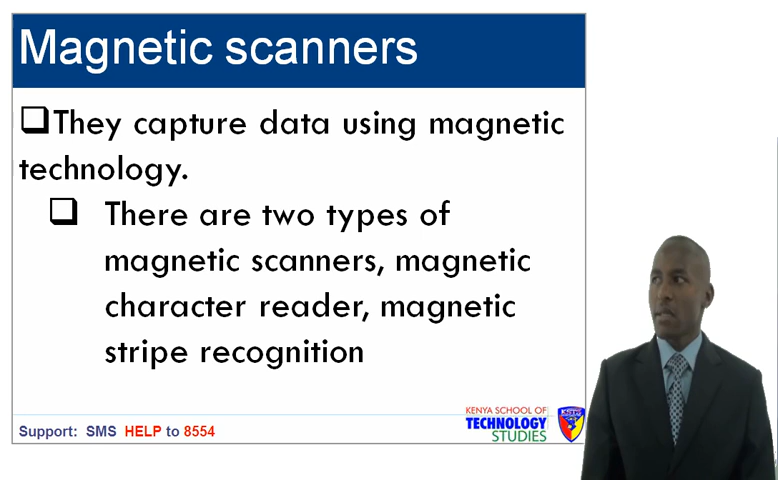 Magnetic scanners
They capture data using magnetic
technology.
There are two types of
magnetic scanners, magnetic
character reader, magnetic
stripe recognition
Support: SMS HELP to 8554
KENYA SCHOOL OF
TECHNOLOGY
STUDIES